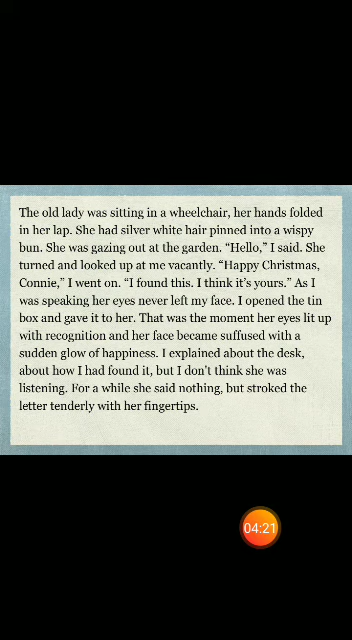 The old lady was sitting in a wheelchair, her hands folded
in her lap. She had silver white hair pinned into a wispy
bun. She was gazing out at the garden. “Hello,” I said. She
turned and looked up at me vacantly. “Happy Christmas,
Connie,” I went on. “I found this. I think it’s yours.” As I
was speaking her eyes never left my face. I opened the tin
box and gave it to her. That was the moment her eyes lit up
with recognition and her face became suffused with a
sudden glow of happiness. I explained about the desk,
about how I had found it, but I don’t think she was
listening. For a while she said nothing, but stroked the
letter tenderly with her fingertips.
04:21